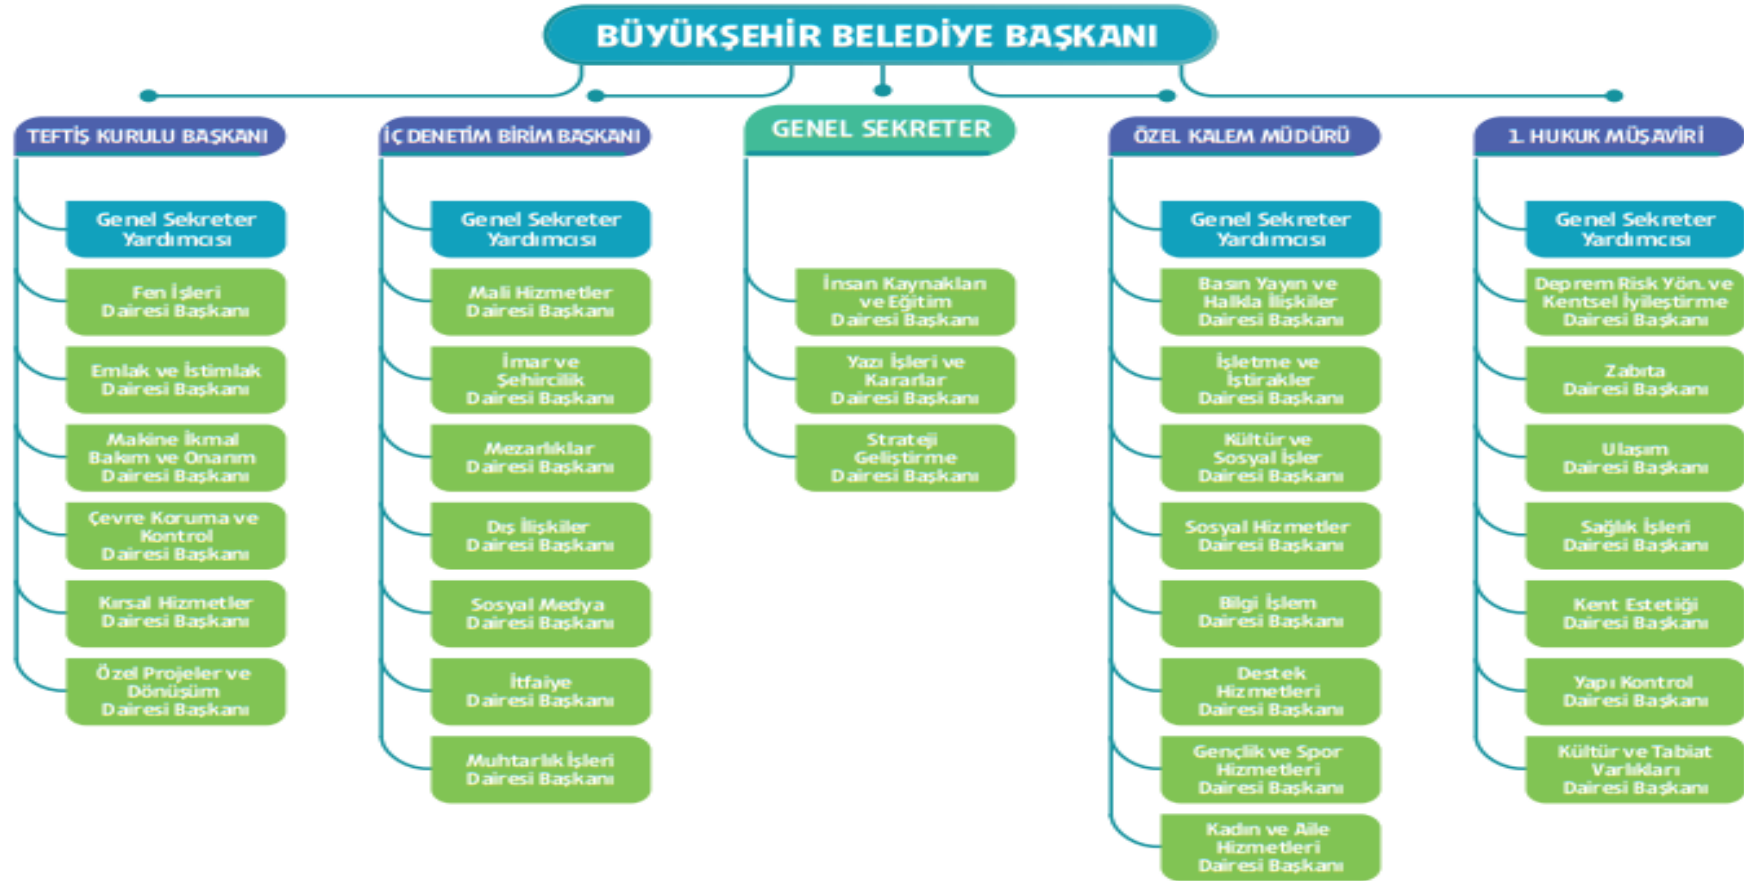 BÜYÜKŞEHİR BELEDİYE BAŞKANI
TEFTİŞ KURULU BAŞKANI
Genel Sekreter
Yardımcısı
Fen İşleri
Dairesi Başkanı
Emlak ve İstimlak
Dairesi Başkanı
Makine İkmal
Bakım ve Onarım
Dairesi Başkanı
Çevre Koruma ve
Kontrol
Dairesi Başkanı
Kırsal Hizmetler
Dairesi Başkanı
Özel Projeler ve
Dönüşüm
Dairesi Başkanı
İÇ DENETİM BİRİM BAŞKANI
Genel Sekreter
Yardımcısı
Mali Hizmetler
Dairesi Başkanı
İmar ve
Şehircilik
Dairesi Başkanı
Mezarlıklar
Dairesi Başkanı
Dış İlişkiler
Dairesi Başkanı
Sosyal Medya
Dairesi Başkanı
İtfaiye
Dairesi Başkanı
Muhtarlık İşleri
Dairesi Başkanı
GENEL SEKRETER
İnsan Kaynakları
ve Eğitim
Dairesi Başkanı
Yazı İşleri ve
Kararlar
Dairesi Başkanı
Strateji
Geliştirme
Dairesi Başkanı
ÖZEL KALEM MÜDÜRÜ
Genel Sekreter
Yardımcısı
Basın Yayın ve
Halkla İlişkiler
Dairesi Başkanı
İşletme ve
İştirakler
Dairesi Başkanı
Kültür ve
Sosyal İşler
Dairesi Başkanı
Sosyal Hizmetler
Dairesi Başkanı
Bilgi İşlem
Dairesi Başkanı
Destek
Hizmetleri
Dairesi Başkanı
Gençlik ve Spor
Hizmetleri
Dairesi Başkanı
Kadın ve Aile
Hizmetleri
Dairesi Başkanı
1. HUKUK MÜŞAVİRİ
Genel Sekreter
Yardımcısı
Deprem Risk Yön. ve
Kentsel İyileştirme
Dairesi Başkanı
Zabıta
Dairesi Başkanı
Ulaşım
Dairesi Başkanı
Sağlık İşleri
Dairesi Başkanı
Kent Estetiği
Dairesi Başkanı
Yapı Kontrol
Dairesi Başkanı
Kültür ve Tabiat
Varlıkları
Dairesi Başkanı